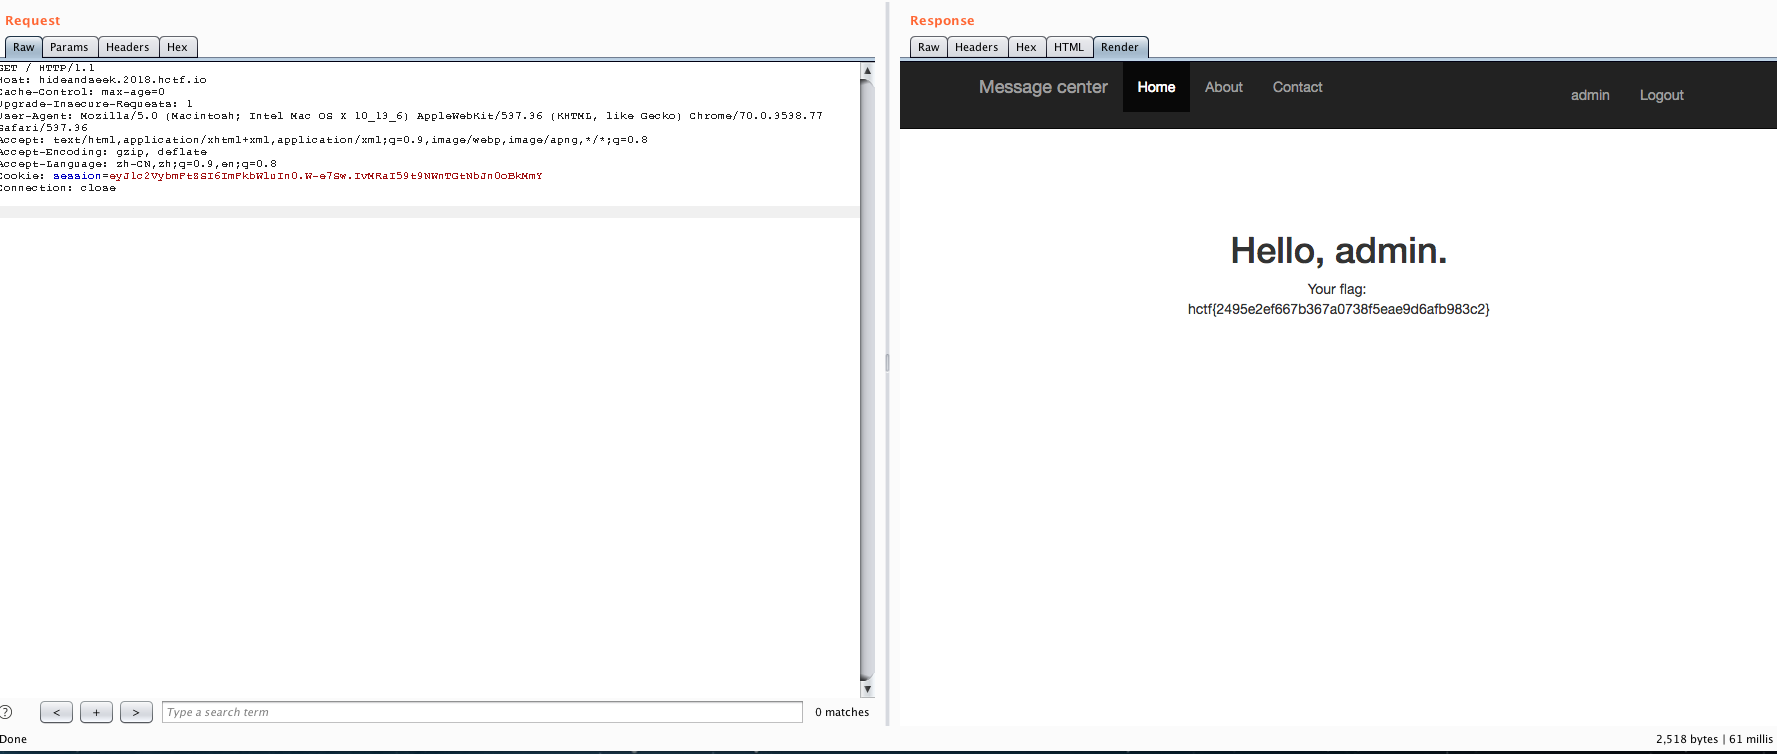 Request
Raw Params Headers Hex
GET / HTTP/1.1
Host: hideandseek.2018.hctf.io
Cache-Control: max-age=0
Upgrade-Insecure-Requests: 1
User-Agent: Mozilla/5.0 (Macintosh; Intel Mac OS X 10_13_6) AppleWebKit/537.36 (KHTML, like Gecko) Chrome/70.0.3538.77
Safari/537.36
Accept: text/html,application/xhtml+xml,application/xml;q=0.9,image/webp,image/apng,*/*;q=0.8
Accept-Encoding: gzip, deflate
Accept-Language: zh-CN,zh;q=0.9,en;q=0.8
Cookie:
Connection: close
< + > Type a search term 0 matches
Done
Response
Raw Headers Hex HTML Render
Message center Home About Contact admin Logout
Hello, admin.
Your flag:
hctf{2495e2ef667b367a0738f5eae9d6afb983c2}
2,518 bytes | 61 millis